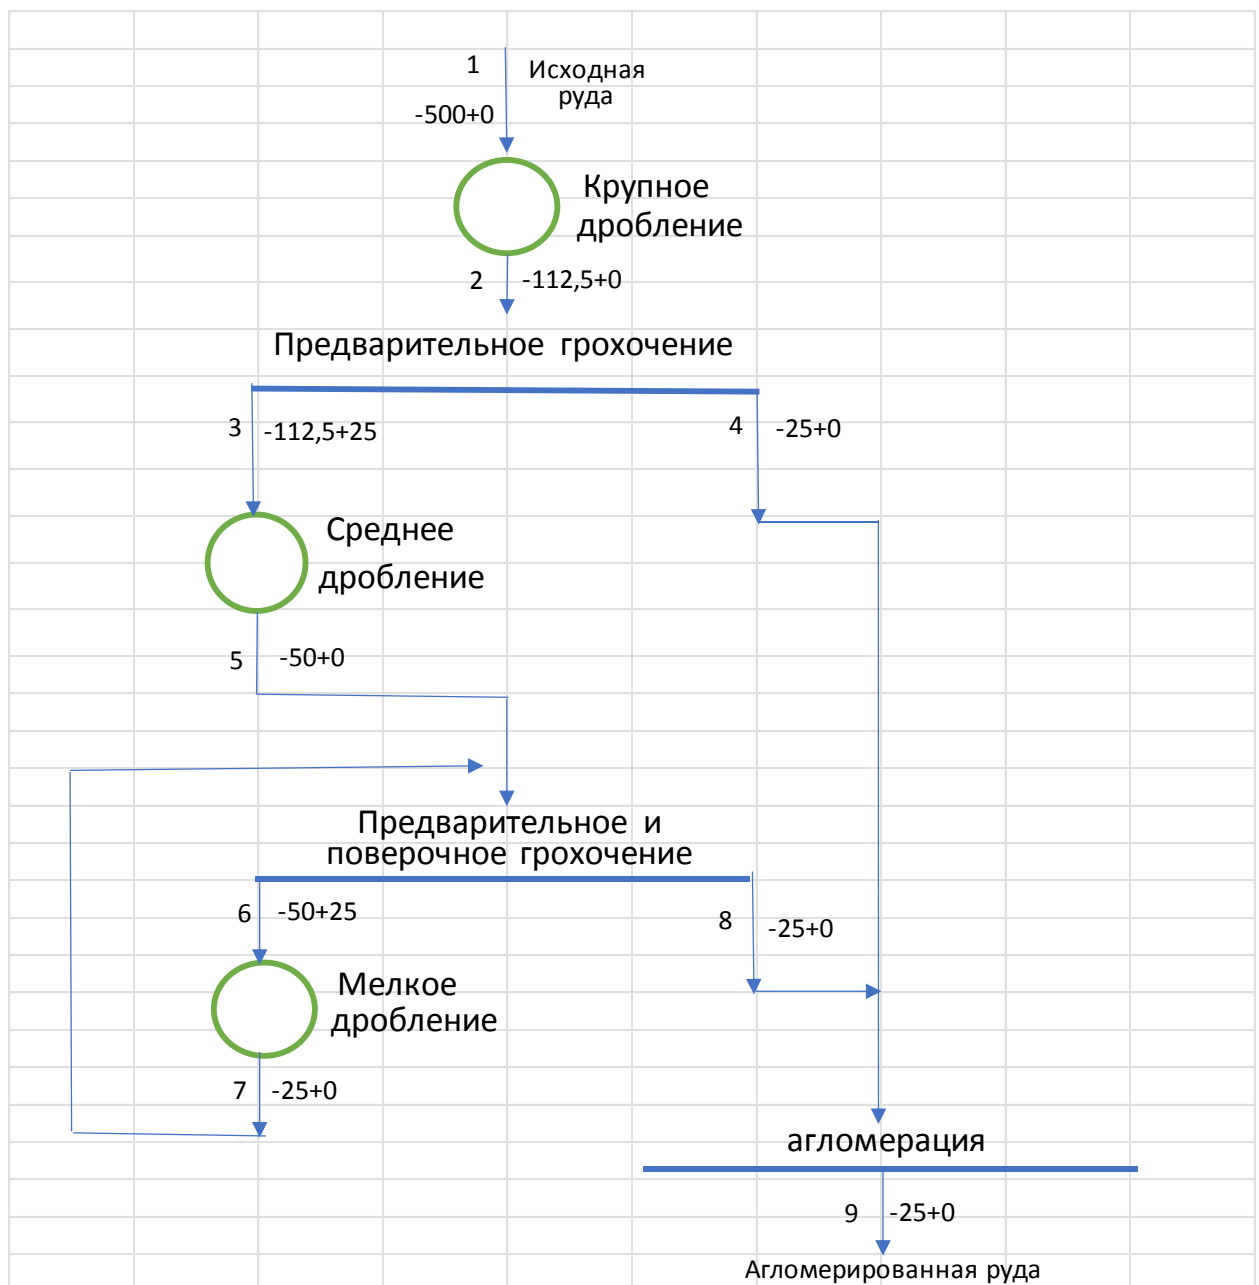 1
Исходная
руда
-500+0
Крупное
дробление
2
-112,5+0
Предварительное грохочение
3
-112,5+25
4
-25+0
Среднее
дробление
5
-50+0
Предварительное и
поверочное грохочение
6
-50+25
8
-25+0
Мелкое
дробление
7
-25+0
агломерация
9
-25+0
Агломерированная руда